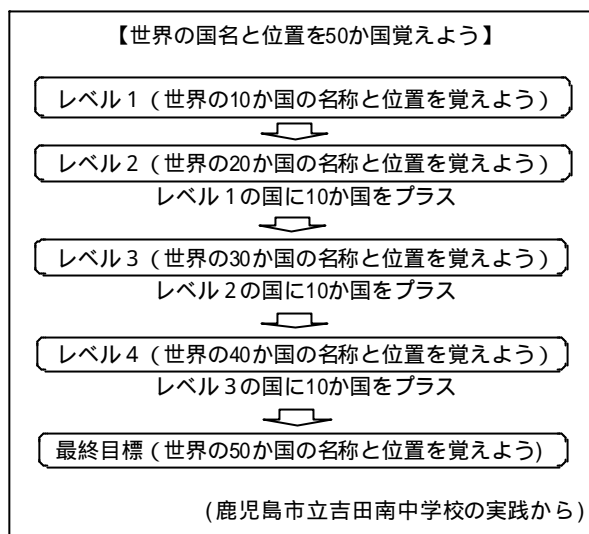 【世界の国名と位置を50か国覚えよう】
レベル１（世界の10か国の名称と位置を覚えよう）
レベル２（世界の20か国の名称と位置を覚えよう）
レベル１の国に10か国をプラス
レベル３（世界の30か国の名称と位置を覚えよう）
レベル２の国に10か国をプラス
レベル４（世界の40か国の名称と位置を覚えよう）
レベル３の国に10か国をプラス
最終目標（世界の50か国の名称と位置を覚えよう)
(鹿児島市立吉田南中学校の実践から)